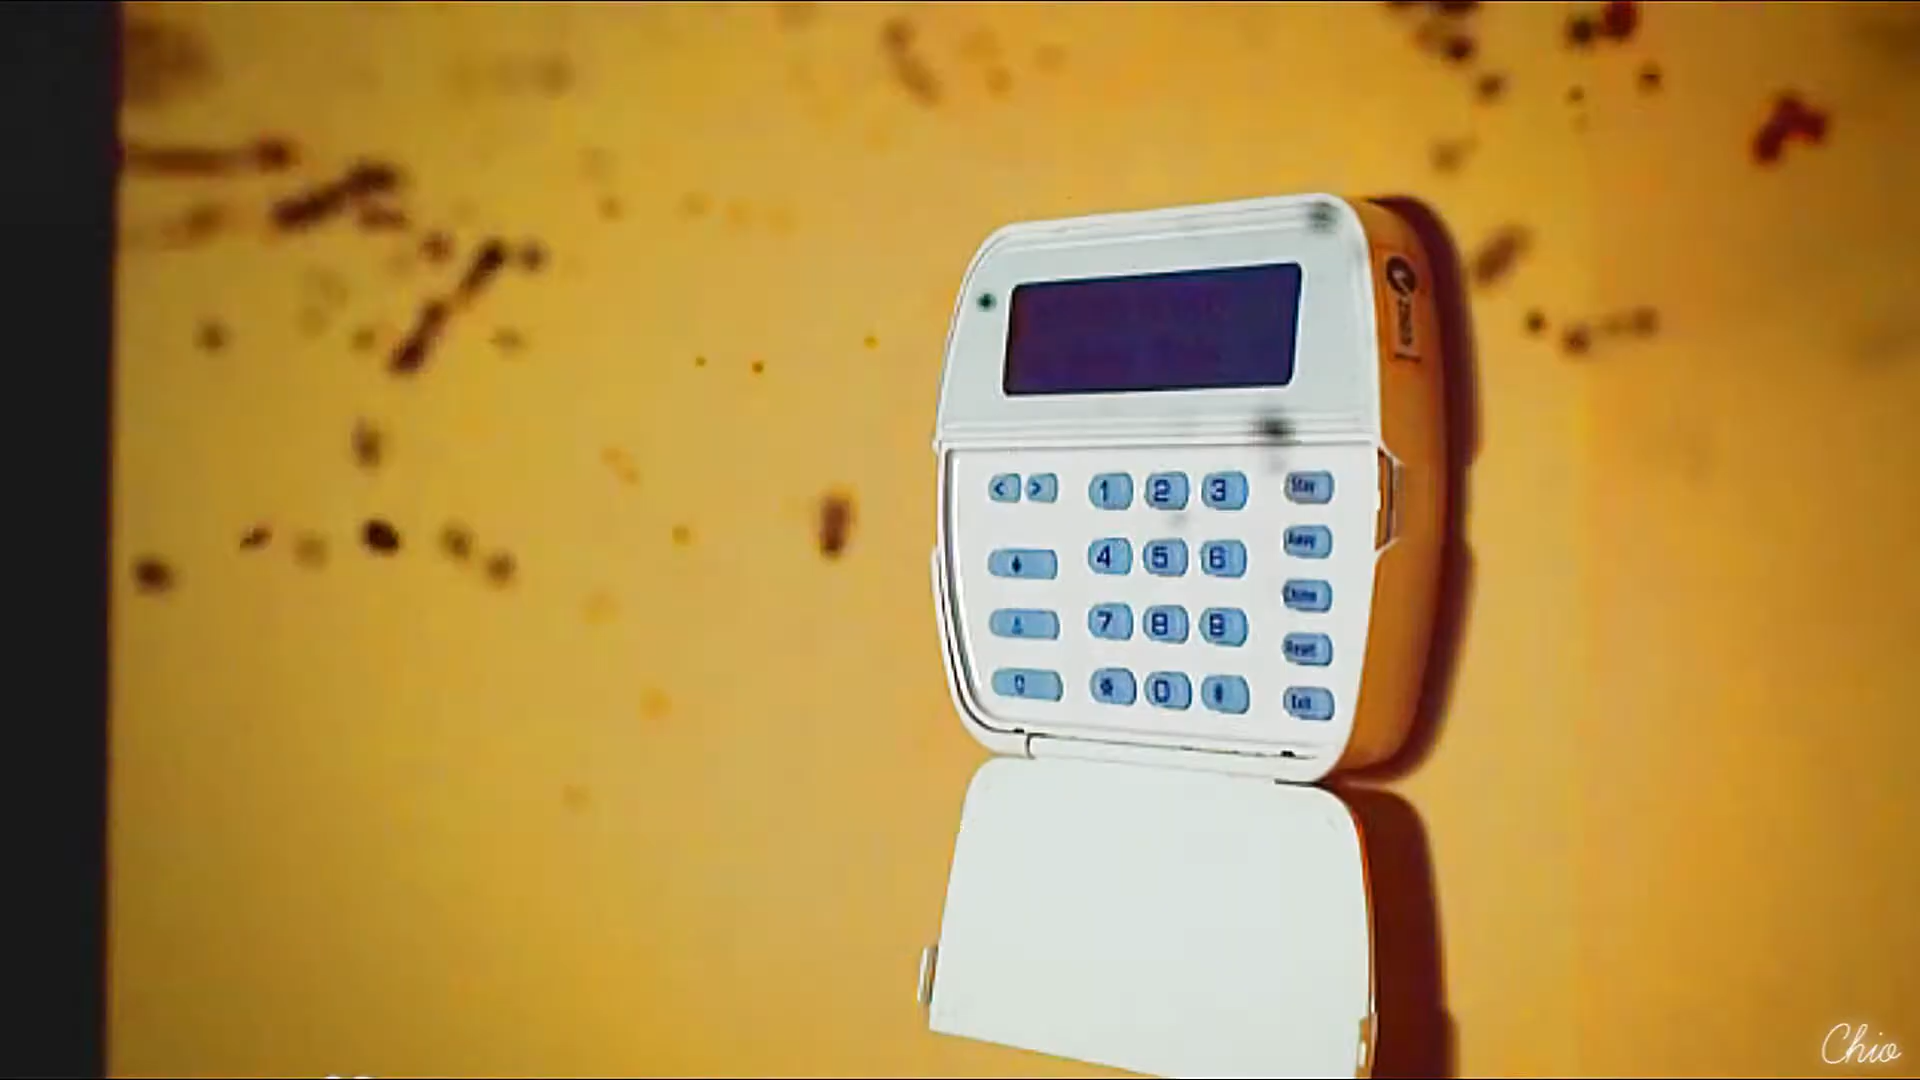 < > 1 2 3 Stay
4 5 6 Away
7 8 9 Chime
Reset
* 0 # Exit
Chio